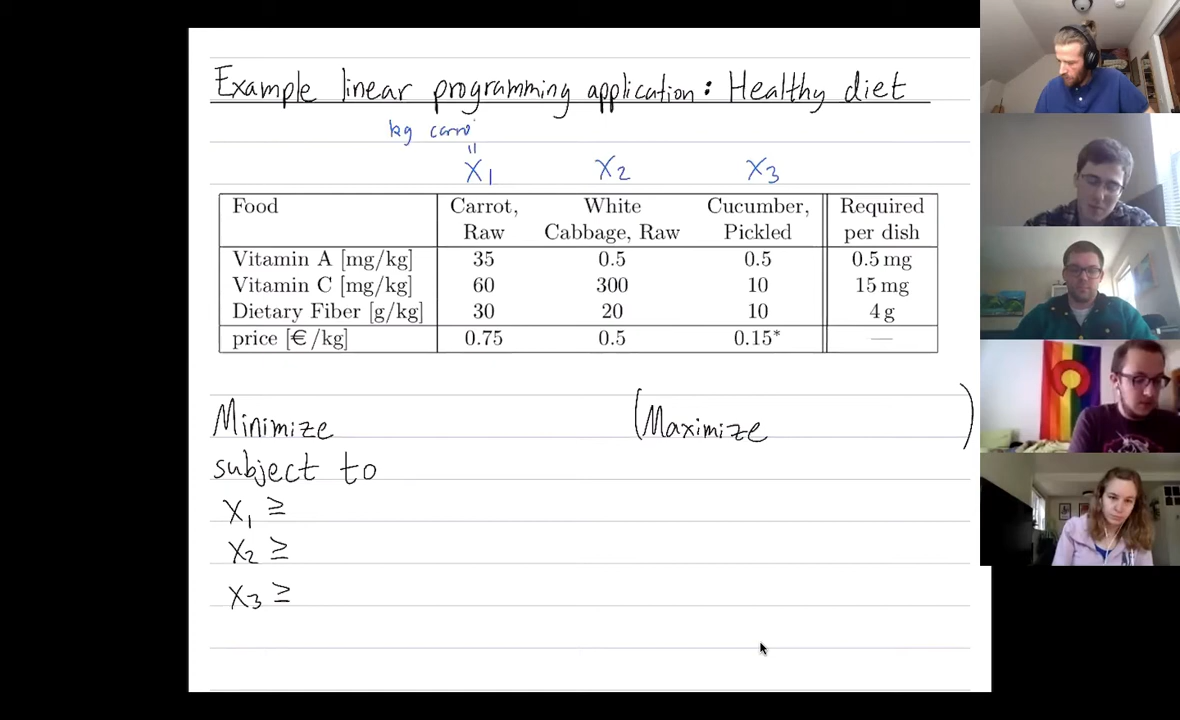 Example linear programming application: Healthy diet
kg carro
=
X1 X2 X3
Food Carrot, Raw White Cabbage, Raw Cucumber, Pickled Required per dish
Vitamin A [mg/kg] 35 0.5 0.5 0.5 mg
Vitamin C [mg/kg] 60 300 10 15 mg
Dietary Fiber [g/kg] 30 20 10 4 g
price [€/kg] 0.75 0.5 0.15* —
Minimize (Maximize )
subject to
X1 ≥
X2 ≥
X3 ≥